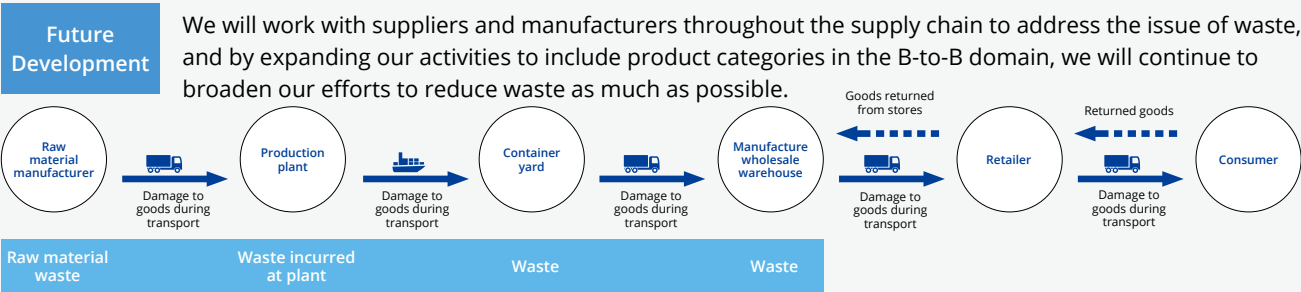 Future
Development
We will work with suppliers and manufacturers throughout the supply chain to address the issue of waste,
and by expanding our activities to include product categories in the B-to-B domain, we will continue to
broaden our efforts to reduce waste as much as possible.
Goods returned
from stores
Returned goods
Raw
material
manufacturer
Damage to
goods during
transport
Production
plant
Damage to
goods during
transport
Container
yard
Damage to
goods during
transport
Manufacture
wholesale
warehouse
Damage to
goods during
transport
Retailer
Damage to
goods during
transport
Consumer
Raw material
waste
Waste incurred
at plant
Waste
Waste